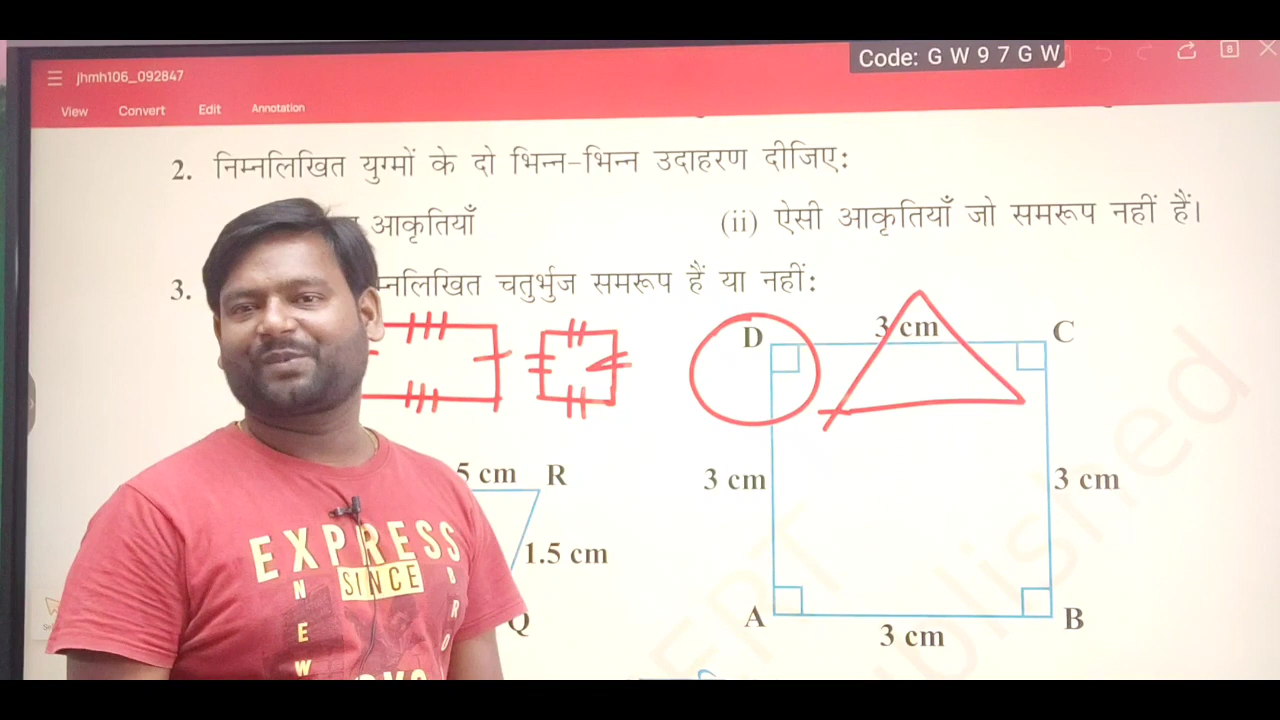 Code: G W 9 7 G W
jhmh106_092847
View Convert Edit Annotation
2. निम्नलिखित युग्मों के दो भिन्न-भिन्न उदाहरण दीजिए:
आकृतियाँ (ii) ऐसी आकृतियाँ जो समरूप नहीं हैं।
3. म्नलिखित चतुर्भुज समरूप हैं या नहीं:
D 3 cm C
5 cm R 3 cm 3 cm
1.5 cm
Q A B
3 cm
EXPRESS
SINCE
NEW
BRO